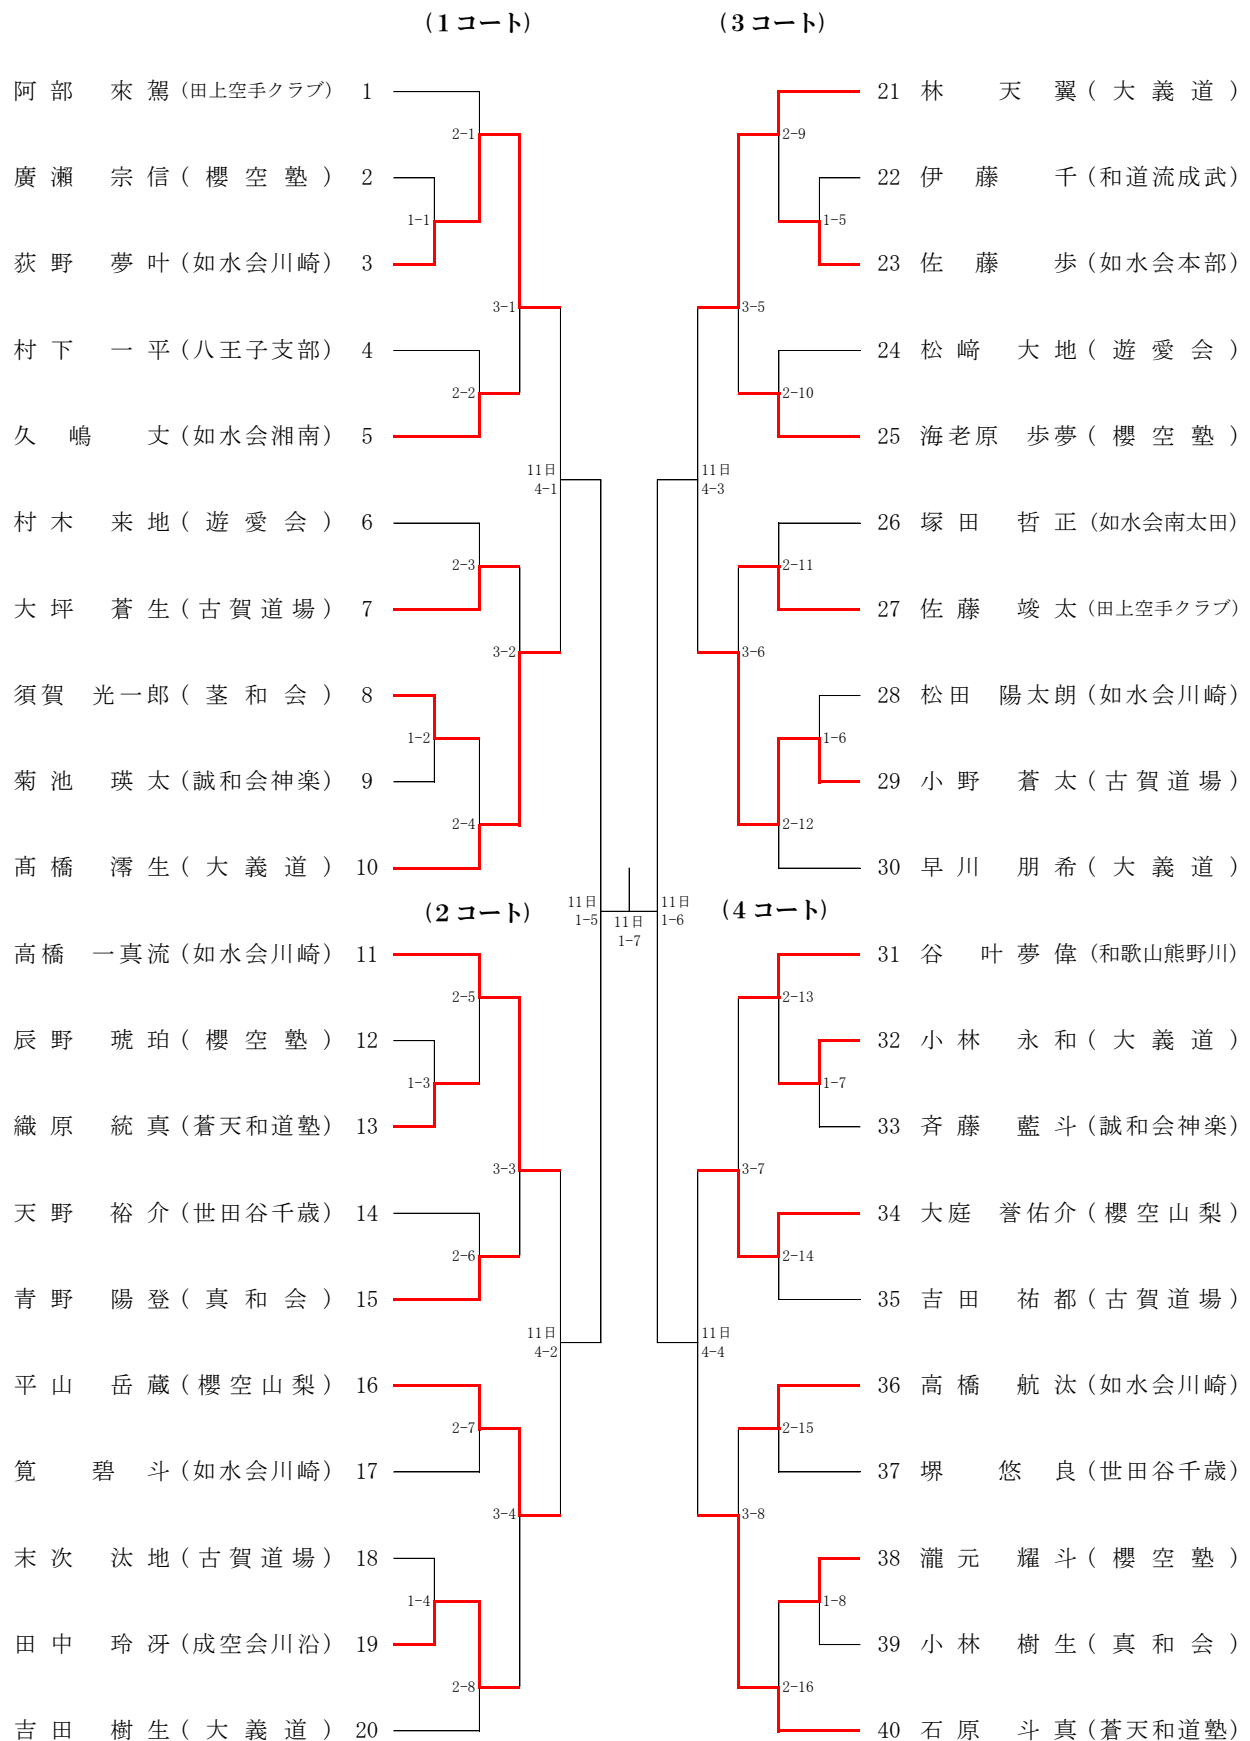 (1コート)
阿部 來駕 (田上空手クラブ) 1
2-1
廣瀬 宗信 (櫻空塾) 2
1-1
荻野 夢叶 (如水会川崎) 3
3-1
村下 一平 (八王子支部) 4
2-2
久嶋 丈 (如水会湘南) 5
11日
4-1
村木 来地 (遊愛会) 6
2-3
大坪 蒼生 (古賀道場) 7
3-2
須賀 光一郎 (茎和会) 8
1-2
菊池 瑛太 (誠和会神楽) 9
2-4
髙橋 澪生 (大義道) 10
(2コート)
高橋 一真流 (如水会川崎) 11
2-5
辰野 琥珀 (櫻空塾) 12
1-3
織原 統真 (蒼天和道塾) 13
3-3
天野 裕介 (世田谷千歳) 14
2-6
青野 陽登 (真和会) 15
11日
4-2
平山 岳蔵 (櫻空山梨) 16
2-7
筧 碧斗 (如水会川崎) 17
3-4
末次 汰地 (古賀道場) 18
1-4
田中 玲冴 (成空会川沿) 19
2-8
吉田 樹生 (大義道) 20
11日
1-5
11日
1-7
11日
1-6
(3コート)
21 林 天翼 (大義道)
2-9
22 伊藤 千 (和道流成武)
1-5
23 佐藤 歩 (如水会本部)
3-5
24 松﨑 大地 (遊愛会)
2-10
25 海老原 歩夢 (櫻空塾)
11日
4-3
26 塚田 哲正 (如水会南太田)
2-11
27 佐藤 竣太 (田上空手クラブ)
3-6
28 松田 陽太朗 (如水会川崎)
1-6
29 小野 蒼太 (古賀道場)
2-12
30 早川 朋希 (大義道)
(4コート)
31 谷 叶夢偉 (和歌山熊野川)
2-13
32 小林 永和 (大義道)
1-7
33 斉藤 藍斗 (誠和会神楽)
3-7
34 大庭 誉佑介 (櫻空山梨)
2-14
35 吉田 祐都 (古賀道場)
11日
4-4
36 高橋 航汰 (如水会川崎)
2-15
37 堺 悠良 (世田谷千歳)
3-8
38 瀧元 耀斗 (櫻空塾)
1-8
39 小林 樹生 (真和会)
2-16
40 石原 斗真 (蒼天和道塾)